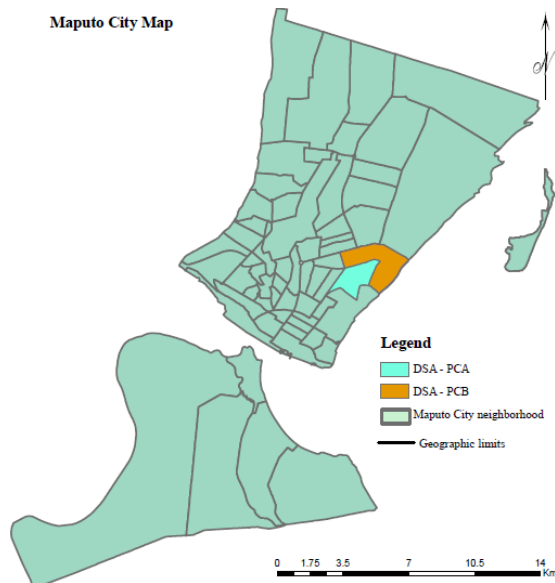 Maputo City Map
N
Legend
DSA - PCA
DSA - PCB
Maputo City neighborhood
Geographic limits
0 1.75 3.5 7 10.5 14
Km